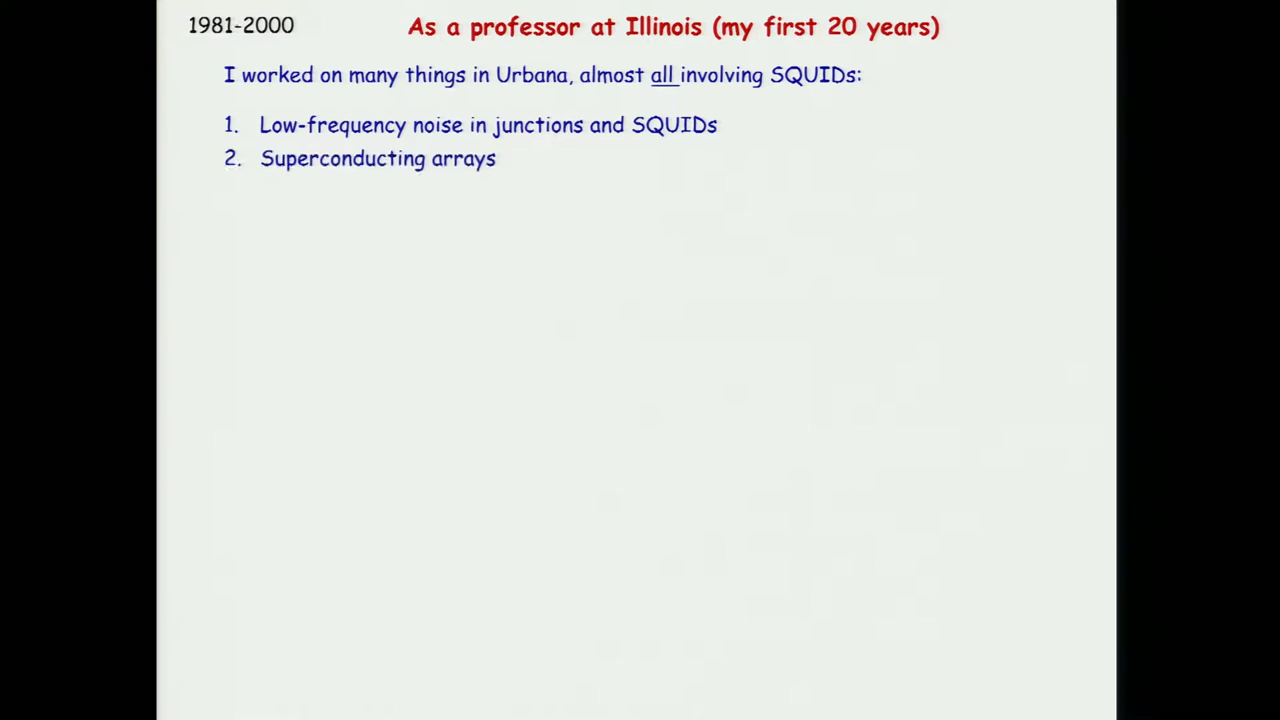 1981-2000 As a professor at Illinois (my first 20 years)
I worked on many things in Urbana, almost all involving SQUIDs:
1. Low-frequency noise in junctions and SQUIDs
2. Superconducting arrays